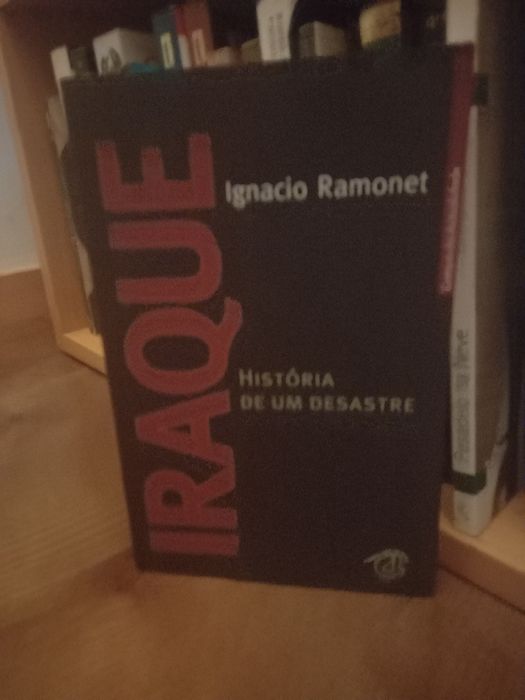 IRAQUE
Ignacio Ramonet
HISTÓRIA
DE UM DESASTRE